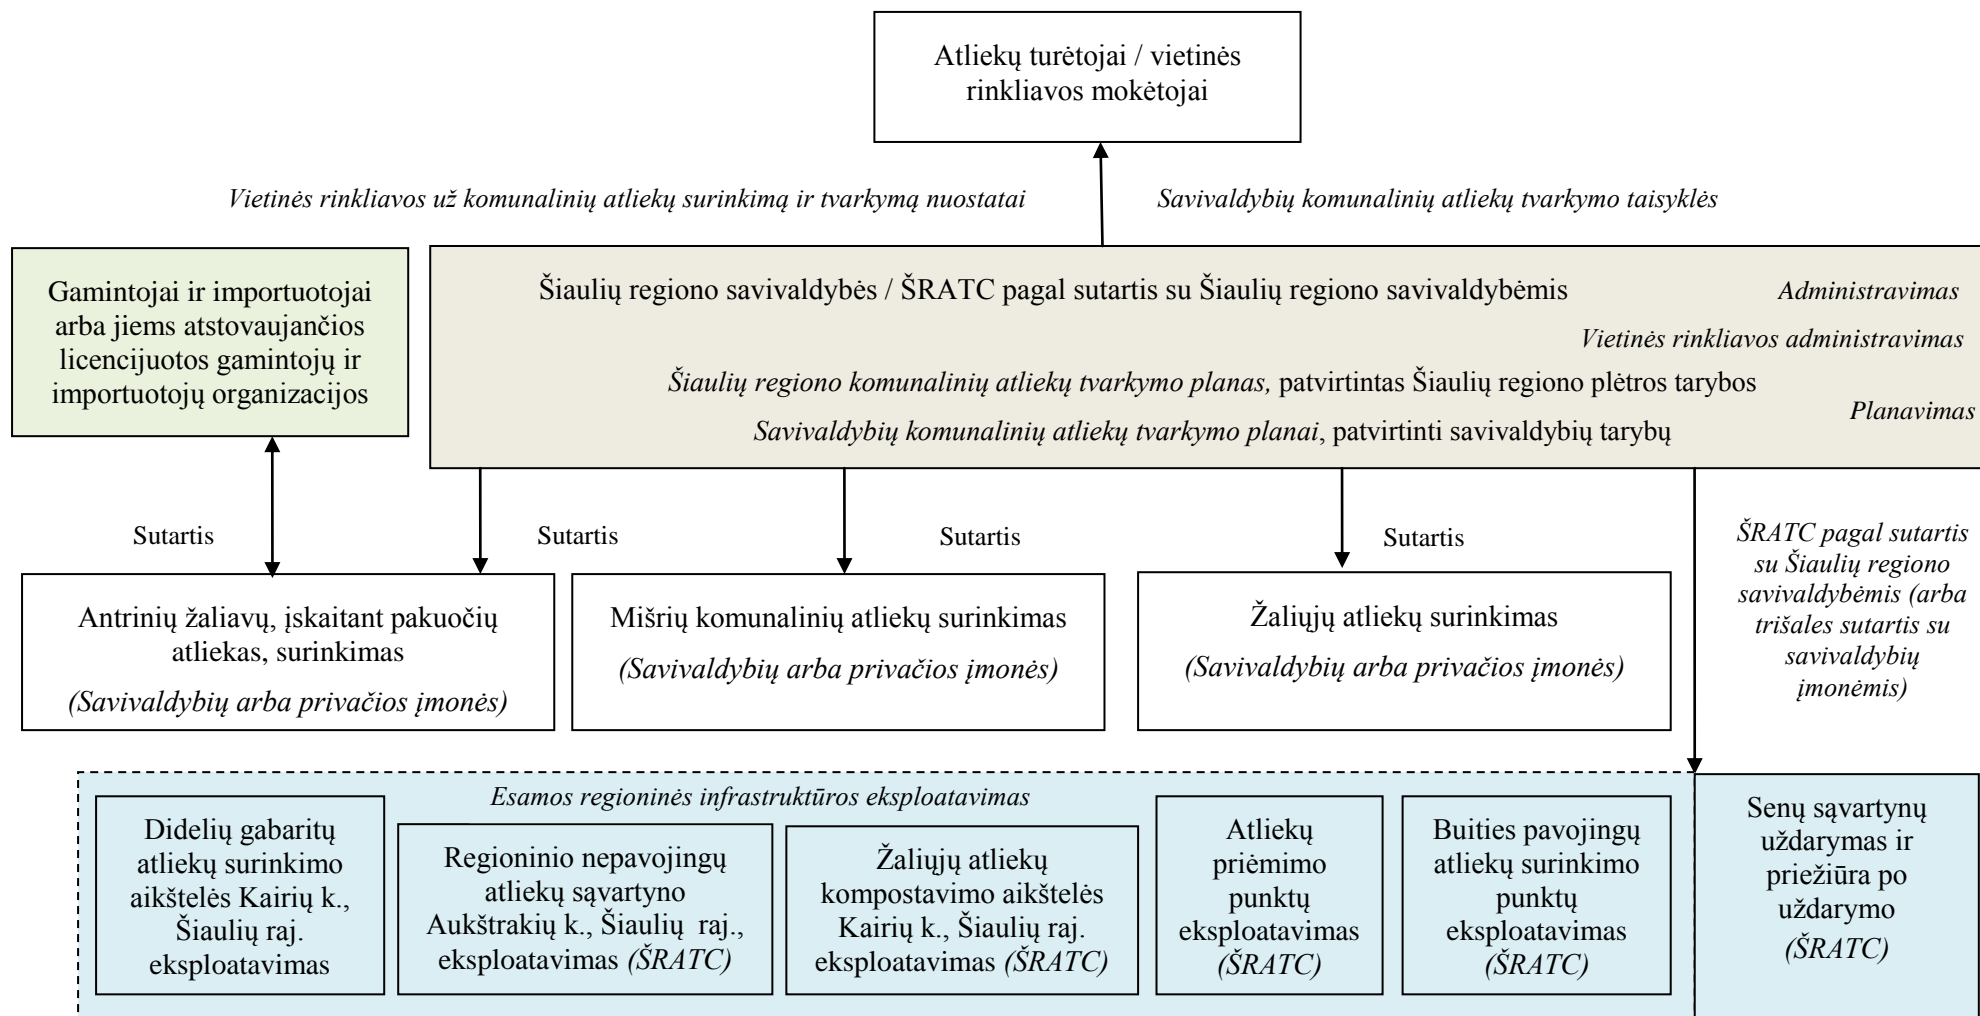 Atliekų turėtojai / vietinės
rinkliavos mokėtojai
Vietinės rinkliavos už komunalinių atliekų surinkimą ir tvarkymą nuostatai
Savivaldybių komunalinių atliekų tvarkymo taisyklės
Gamintojai ir importuotojai
arba jiems atstovaujančios
licencijuotos gamintojų ir
importuotojų organizacijos
Šiaulių regiono savivaldybės / ŠRATC pagal sutartis su Šiaulių regiono savivaldybėmis
Administravimas
Vietinės rinkliavos administravimas
Šiaulių regiono komunalinių atliekų tvarkymo planas, patvirtintas Šiaulių regiono plėtros tarybos
Planavimas
Savivaldybių komunalinių atliekų tvarkymo planai, patvirtinti savivaldybių tarybų
Sutartis
Sutartis
Sutartis
Sutartis
ŠRATC pagal sutartis
su Šiaulių regiono
savivaldybėmis (arba
trišales sutartis su
savivaldybių
įmonėmis)
Antrinių žaliavų, įskaitant pakuočių
atliekas, surinkimas
(Savivaldybių arba privačios įmonės)
Mišrių komunalinių atliekų surinkimas
(Savivaldybių arba privačios įmonės)
Žaliųjų atliekų surinkimas
(Savivaldybių arba privačios įmonės)
Esamos regioninės infrastruktūros eksploatavimas
Didelių gabaritų
atliekų surinkimo
aikštelės Kairių k.,
Šiaulių raj.
eksploatavimas
Regioninio nepavojingų
atliekų sąvartyno
Aukštrakių k., Šiaulių raj.,
eksploatavimas (ŠRATC)
Žaliųjų atliekų
kompostavimo aikštelės
Kairių k., Šiaulių raj.
eksploatavimas (ŠRATC)
Atliekų
priėmimo
punktų
eksploatavimas
(ŠRATC)
Buities pavojingų
atliekų surinkimo
punktų
eksploatavimas
(ŠRATC)
Senų sąvartynų
uždarymas ir
priežiūra po
uždarymo
(ŠRATC)